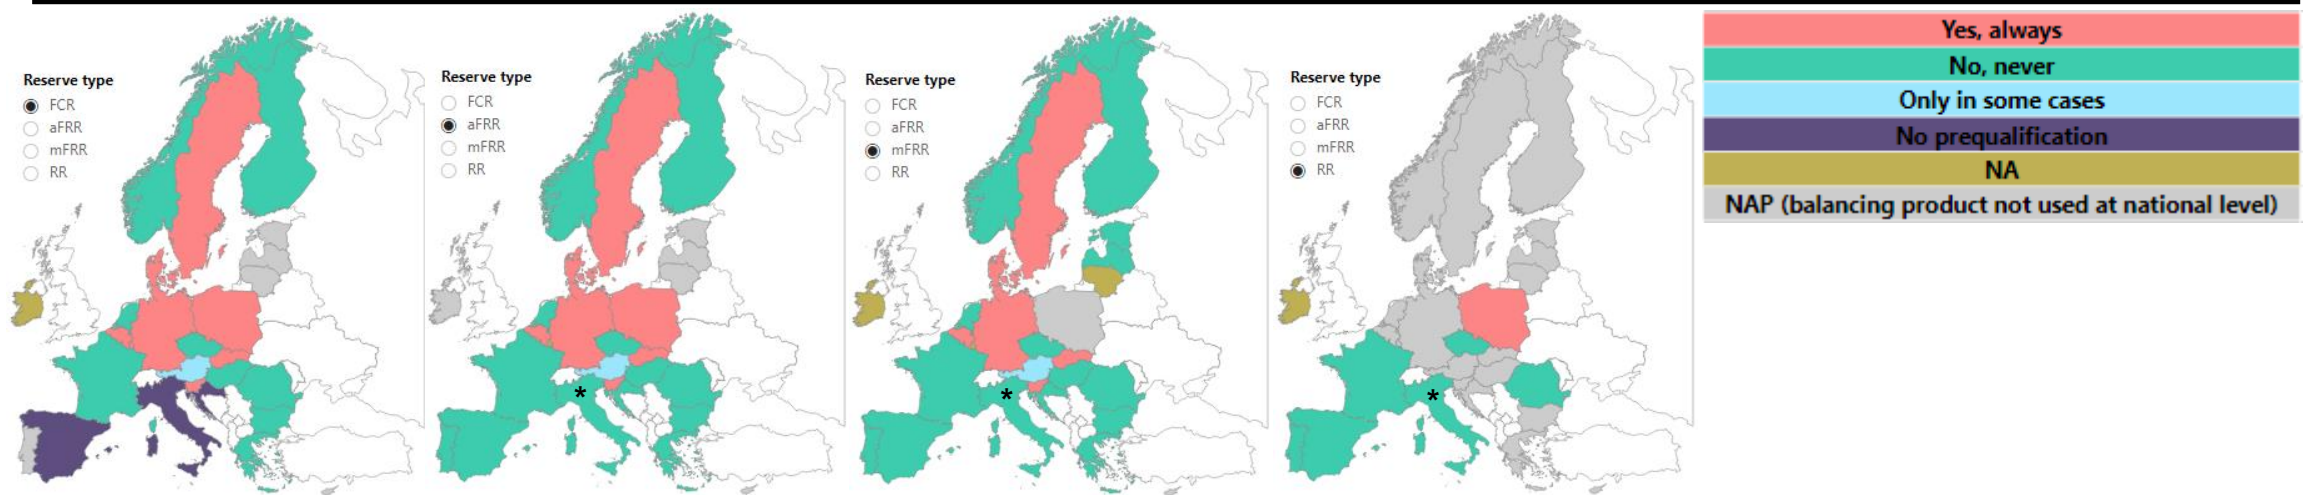 Reserve type
FCR
aFRR
mFRR
RR
Reserve type
FCR
aFRR
mFRR
RR
*
Reserve type
FCR
aFRR
mFRR
RR
*
Reserve type
FCR
aFRR
mFRR
RR
*
Yes, always
No, never
Only in some cases
No prequalification
NA
NAP (balancing product not used at national level)